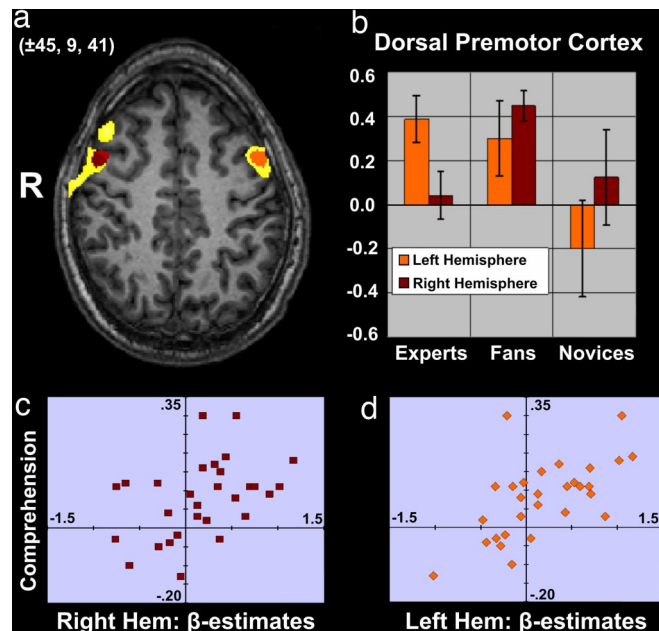 a
(±45, 9, 41)
R
b
Dorsal Premotor Cortex
0.6
0.4
0.2
0.0
-0.2
-0.4
-0.6
Left Hemisphere
Right Hemisphere
Experts Fans Novices
c
.35
Comprehension
-1.5 1.5
-.20
Right Hem: β-estimates
d
.35
-1.5 1.5
-.20
Left Hem: β-estimates